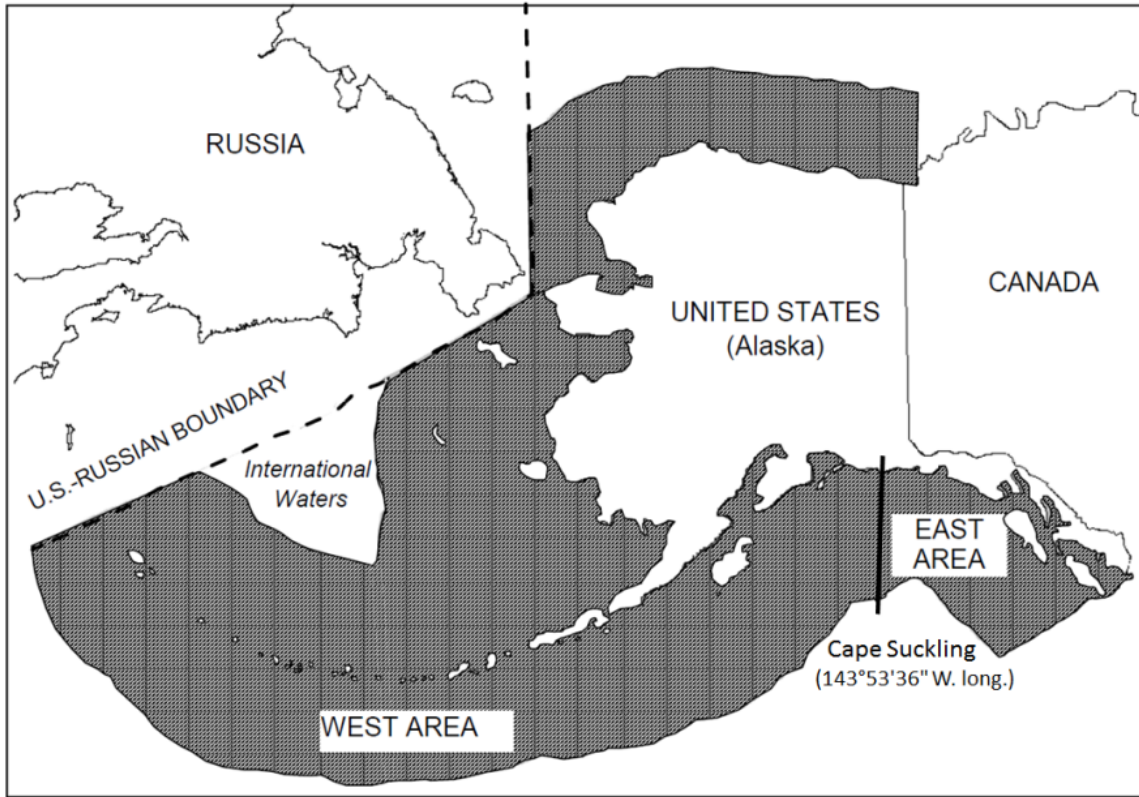 RUSSIA
CANADA
UNITED STATES
(Alaska)
U.S.-RUSSIAN BOUNDARY
International
Waters
EAST
AREA
Cape Suckling
(143°53'36" W. long.)
WEST AREA